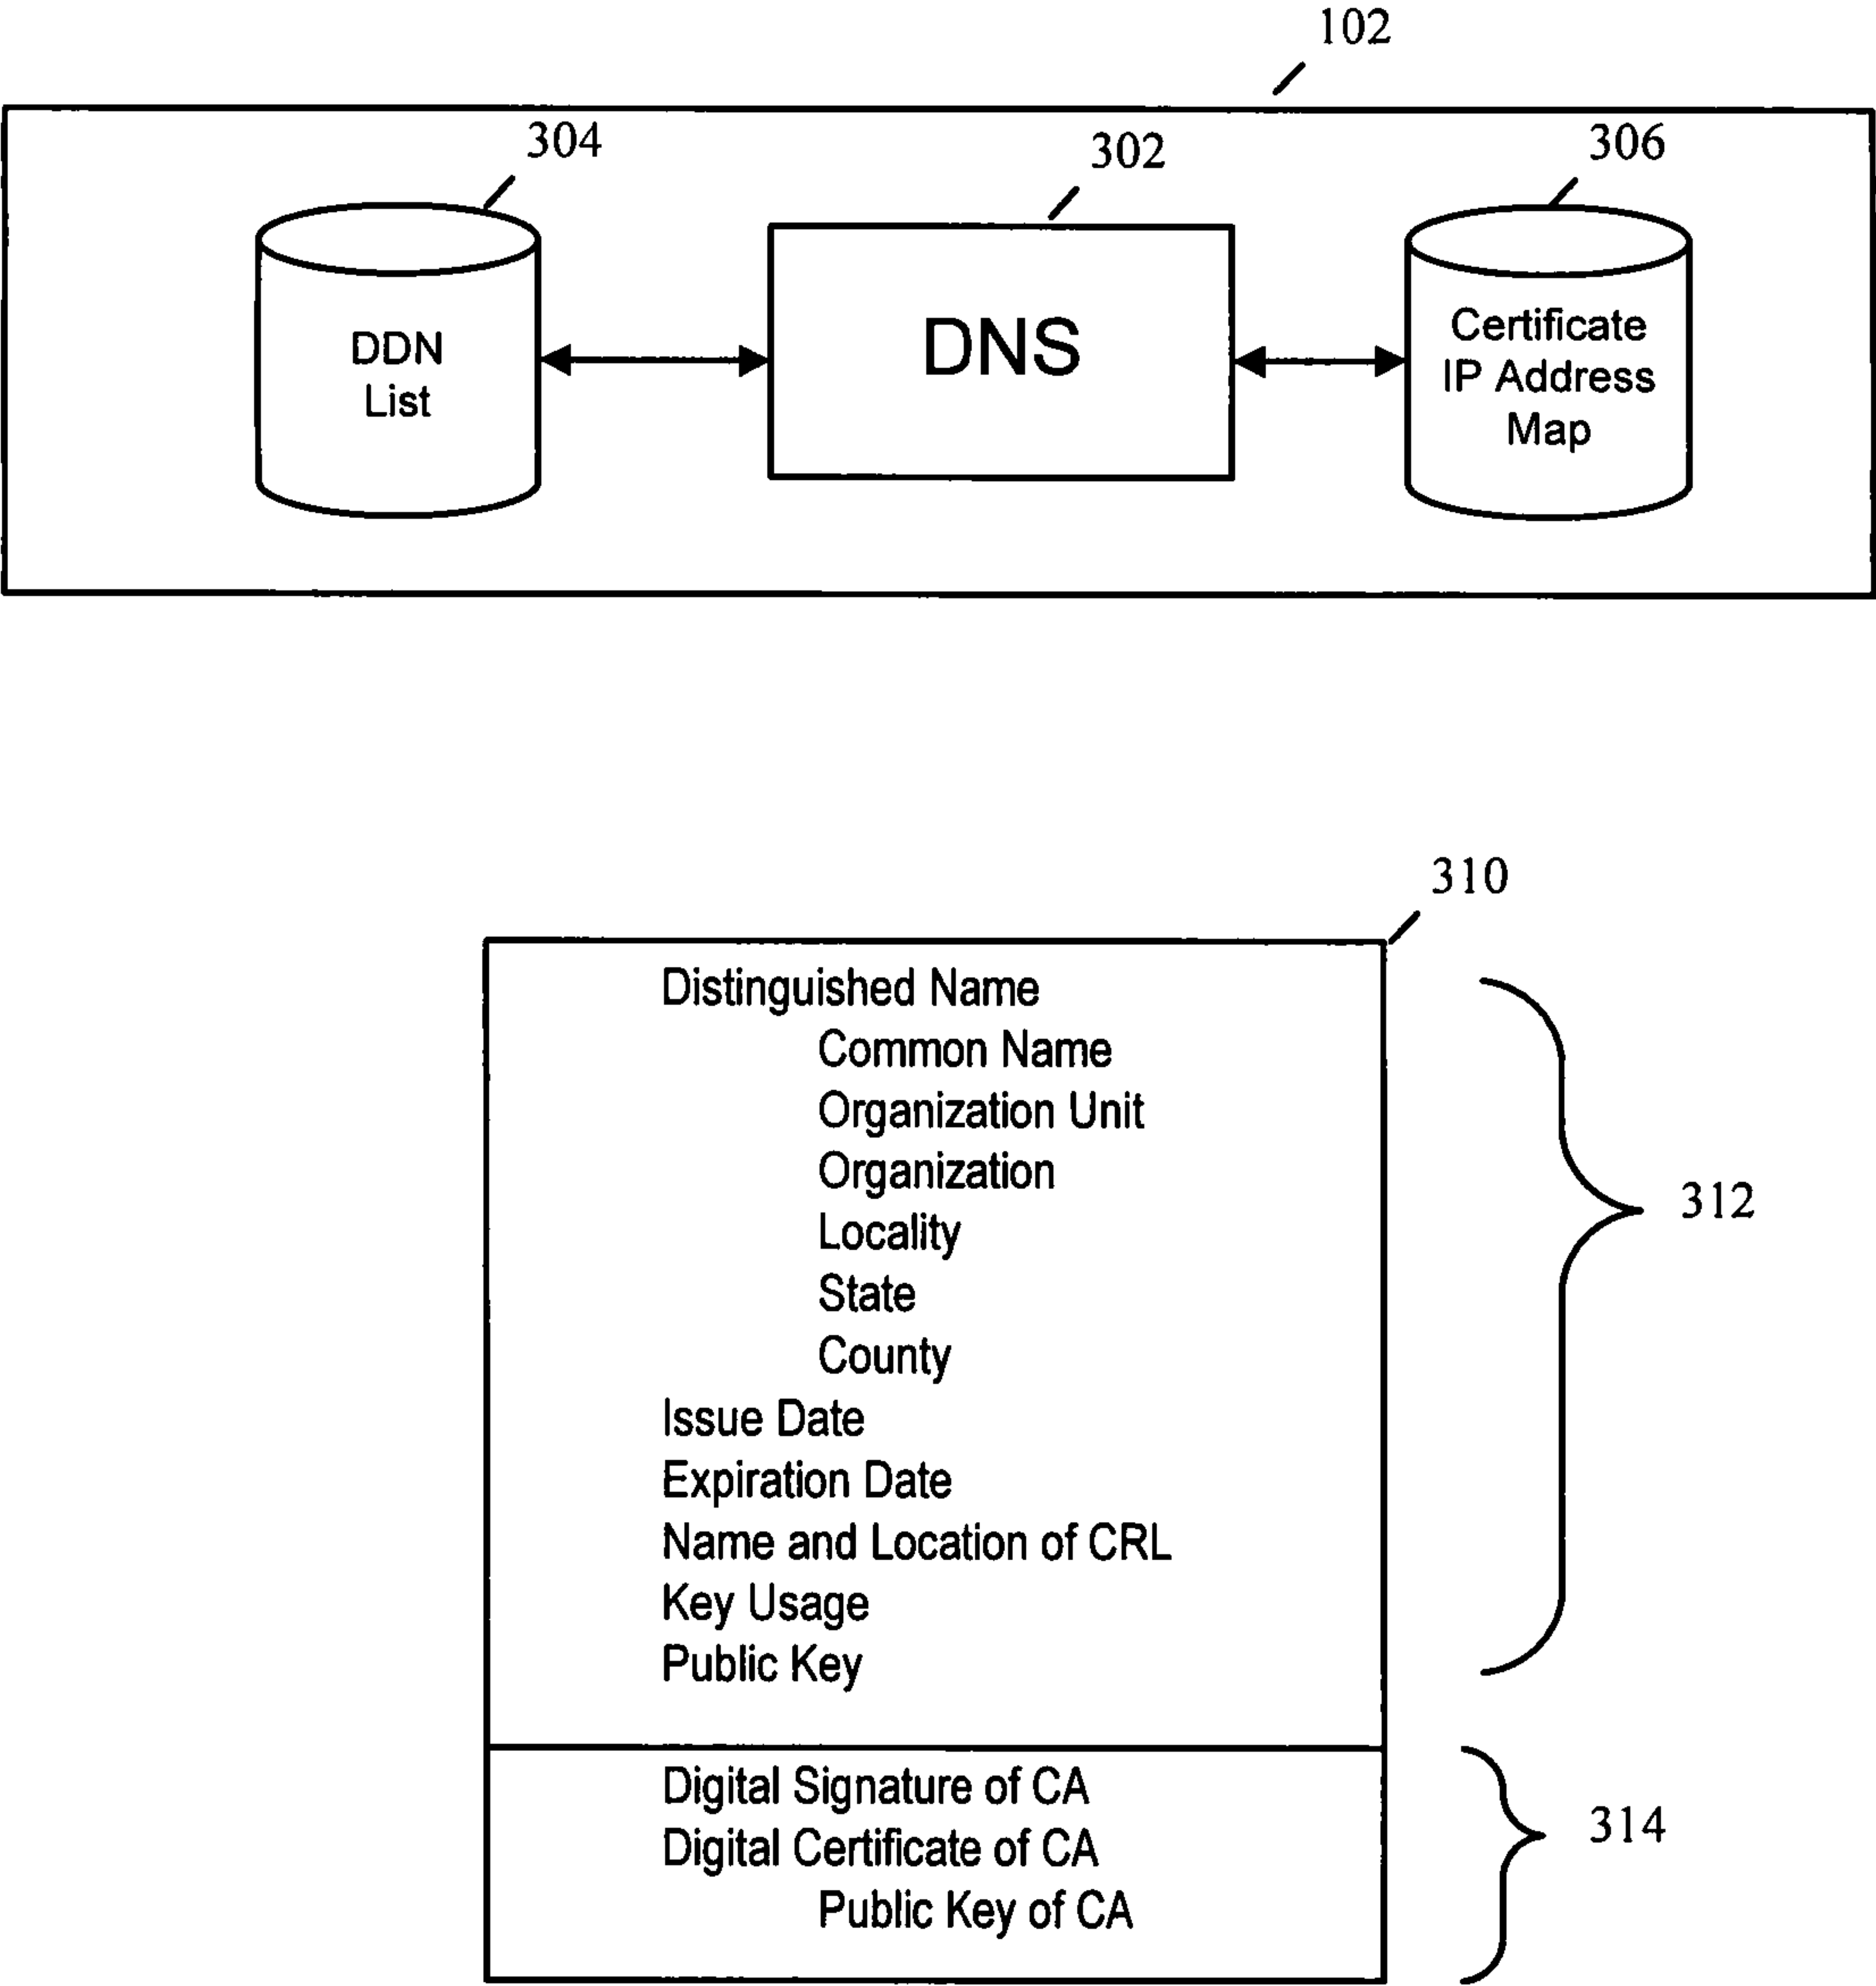 102
304
302
306
DDN
List
DNS
Certificate
IP Address
Map
310
Distinguished Name
Common Name
Organization Unit
Organization
Locality
State
County
Issue Date
Expiration Date
Name and Location of CRL
Key Usage
Public Key
312
Digital Signature of CA
Digital Certificate of CA
Public Key of CA
314